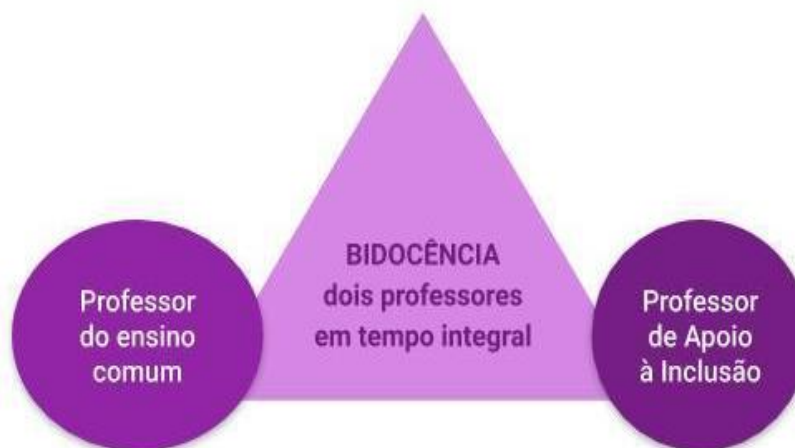 BIDOCÊNCIA
dois professores
em tempo integral
Professor
do ensino
comum
Professor
de Apoio
à Inclusão